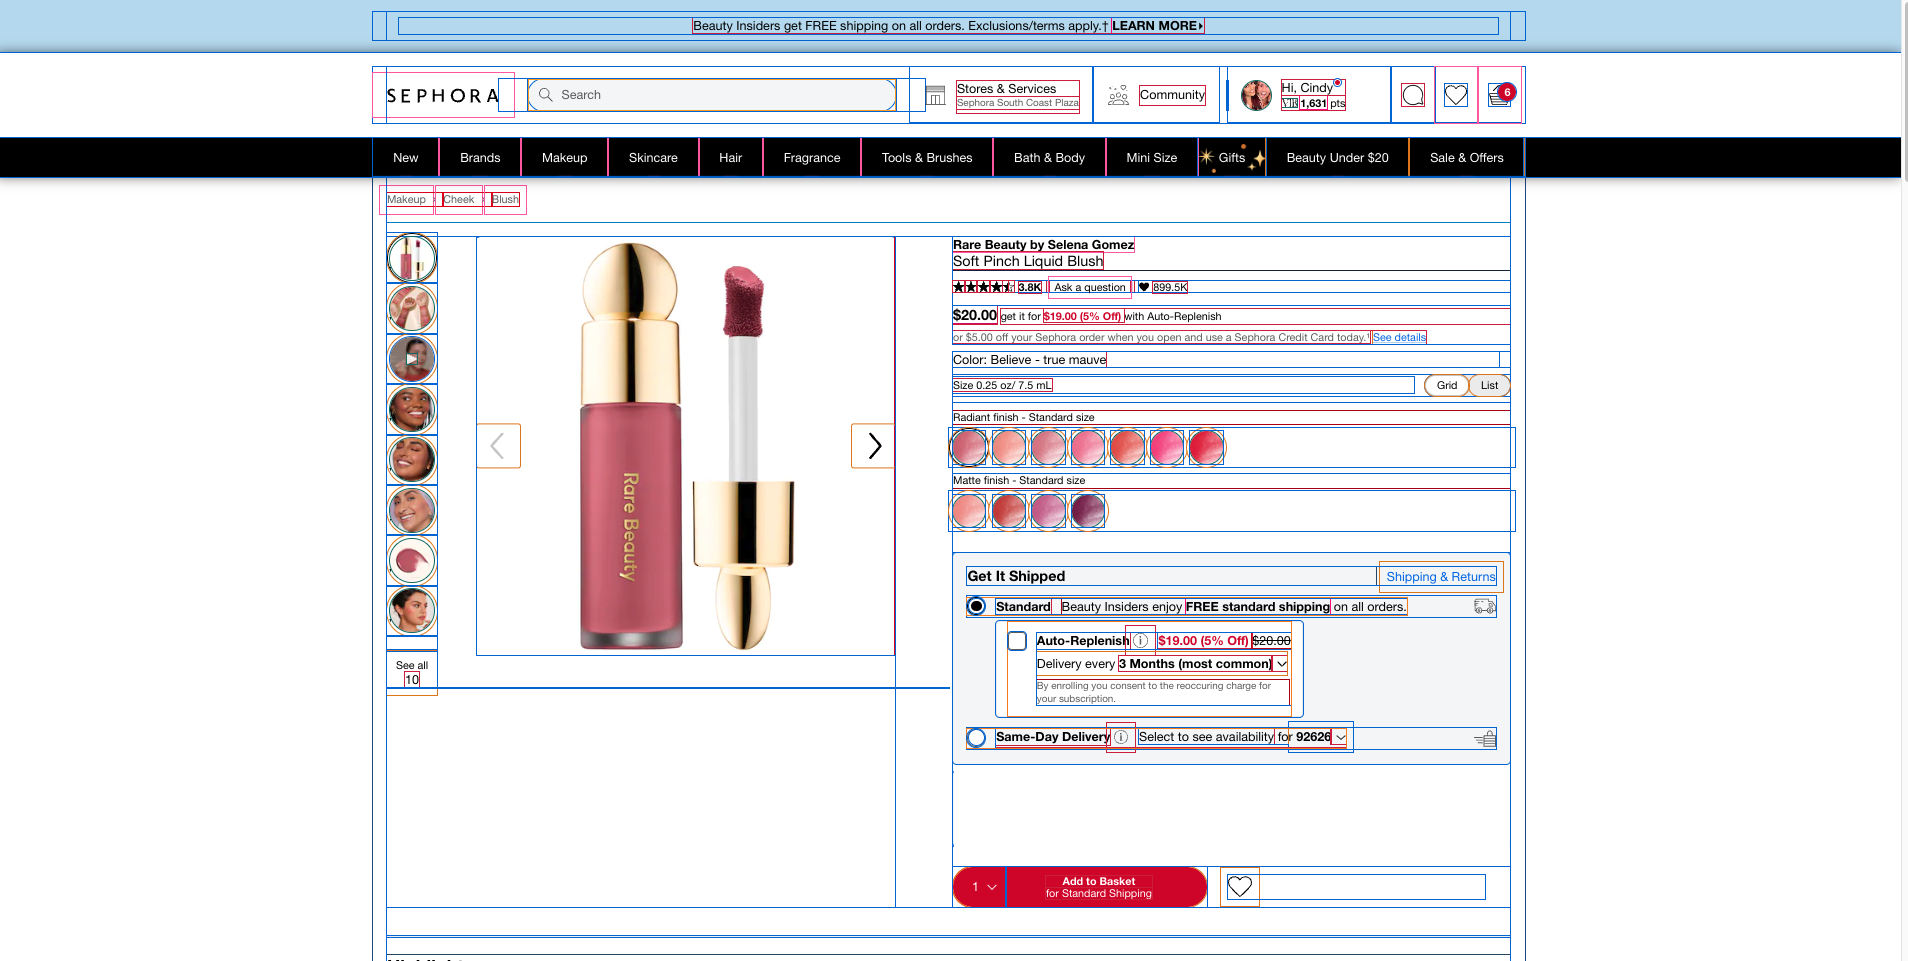 Beauty Insiders get FREE shipping on all orders. Exclusions/terms apply.† LEARN MORE
SEPHORA
Search
Stores & Services
Sephora South Coast Plaza
Community
Hi, Cindy
VIB 1,631 pts
6
New
Brands
Makeup
Skincare
Hair
Fragrance
Tools & Brushes
Bath & Body
Mini Size
Gifts
Beauty Under $20
Sale & Offers
Makeup
Cheek
Blush
See all
10
Rare Beauty
Rare Beauty by Selena Gomez
Soft Pinch Liquid Blush
3.8K
Ask a question
899.5K
$20.00 get it for $19.00 (5% Off) with Auto-Replenish
or $5.00 off your Sephora order when you open and use a Sephora Credit Card today.¹ See details
Color: Believe - true mauve
Size 0.25 oz/ 7.5 mL
Grid
List
Radiant finish - Standard size
Matte finish - Standard size
Get It Shipped
Shipping & Returns
Standard Beauty Insiders enjoy FREE standard shipping on all orders.
Auto-Replenish $19.00 (5% Off) $20.00
Delivery every 3 Months (most common)
By enrolling you consent to the reoccuring charge for
your subscription.
Same-Day Delivery Select to see availability for 92626
1
Add to Basket
for Standard Shipping